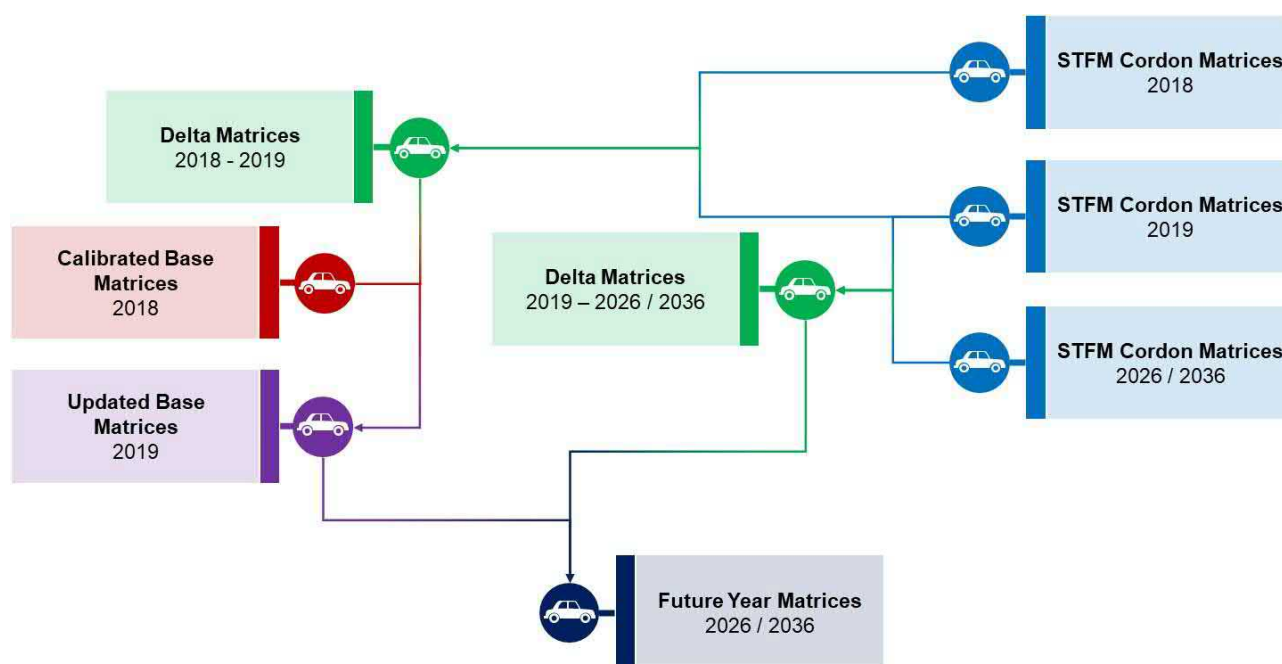 STFM Cordon Matrices
2018
Delta Matrices
2018 - 2019
STFM Cordon Matrices
2019
Calibrated Base
Matrices
2018
Delta Matrices
2019 – 2026 / 2036
STFM Cordon Matrices
2026 / 2036
Updated Base
Matrices
2019
Future Year Matrices
2026 / 2036